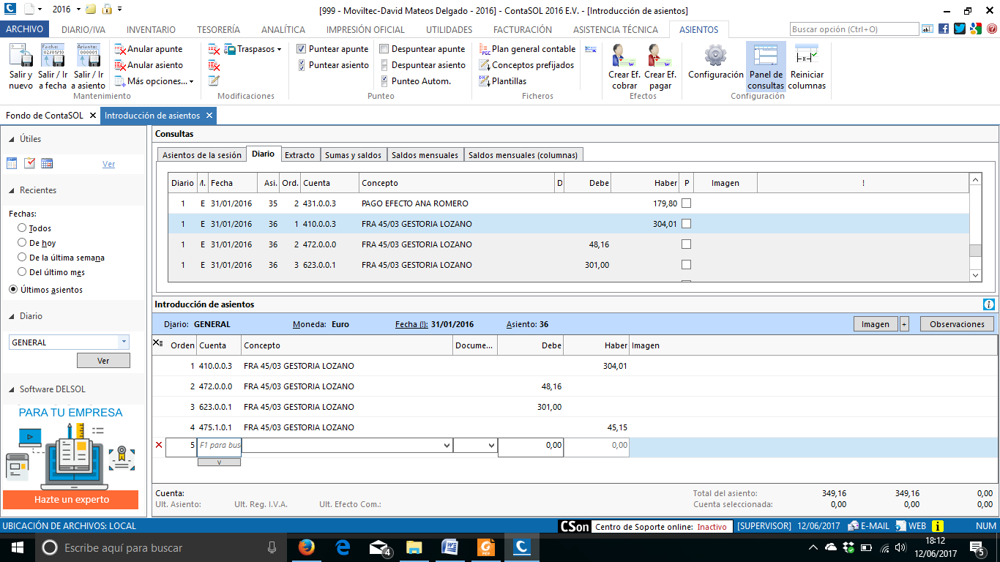 2016
[999 - Moviltec-David Mateos Delgado - 2016] - ContaSOL 2016 E.V. - [Introducción de asientos]
ARCHIVO DIARIO/IVA INVENTARIO TESORERÍA ANALÍTICA IMPRESIÓN OFICIAL UTILIDADES FACTURACIÓN ASISTENCIA TÉCNICA ASIENTOS Buscar opción (Ctrl+O)
Salir y nuevo
Salir / Ir a fecha
Salir / Ir a asiento
Anular apunte
Anular asiento
Más opciones...
Mantenimiento
Traspasos
Modificaciones
Puntear apunte
Puntear asiento
Despuntear apunte
Despuntear asiento
Punteo Autom.
Punteo
Plan general contable
Conceptos prefijados
Plantillas
Ficheros
Crear Ef. cobrar
Crear Ef. pagar
Efectos
Configuración
Panel de consultas
Reiniciar columnas
Configuración
Fondo de ContaSOL Introducción de asientos
Útiles
Ver
Recientes
Fechas:
Todos
De hoy
De la última semana
Del último mes
Últimos asientos
Diario
GENERAL
Ver
Software DELSOL
PARA TU EMPRESA
Hazte un experto
Consultas
Asientos de la sesión Diario Extracto Sumas y saldos Saldos mensuales Saldos mensuales (columnas)
Diario Fecha Asi. Ord. Cuenta Concepto D Debe Haber P Imagen !
1 E 31/01/2016 35 2 431.0.0.3 PAGO EFECTO ANA ROMERO 179,80
1 E 31/01/2016 36 1 410.0.0.3 FRA 45/03 GESTORIA LOZANO 304,01
1 E 31/01/2016 36 2 472.0.0.0 FRA 45/03 GESTORIA LOZANO 48,16
1 E 31/01/2016 36 3 623.0.0.1 FRA 45/03 GESTORIA LOZANO 301,00
Introducción de asientos
Diario: GENERAL Moneda: Euro Fecha (!): 31/01/2016 Asiento: 36 Imagen + Observaciones
Orden Cuenta Concepto Docume... Debe Haber Imagen
1 410.0.0.3 FRA 45/03 GESTORIA LOZANO 304,01
2 472.0.0.0 FRA 45/03 GESTORIA LOZANO 48,16
3 623.0.0.1 FRA 45/03 GESTORIA LOZANO 301,00
4 475.1.0.1 FRA 45/03 GESTORIA LOZANO 45,15
5 F1 para bus 0,00 0,00
V
Cuenta: Total del asiento: 349,16 349,16 0,00
Ult. Asiento: Ult. Reg. I.V.A. Ult. Efecto Com.: Cuenta seleccionada: 0,00 0,00 0,00
UBICACIÓN DE ARCHIVOS: LOCAL CSon Centro de Soporte online: Inactivo [SUPERVISOR] 12/06/2017 E-MAIL WEB NUM
Escribe aquí para buscar 4 18:12
12/06/2017 5